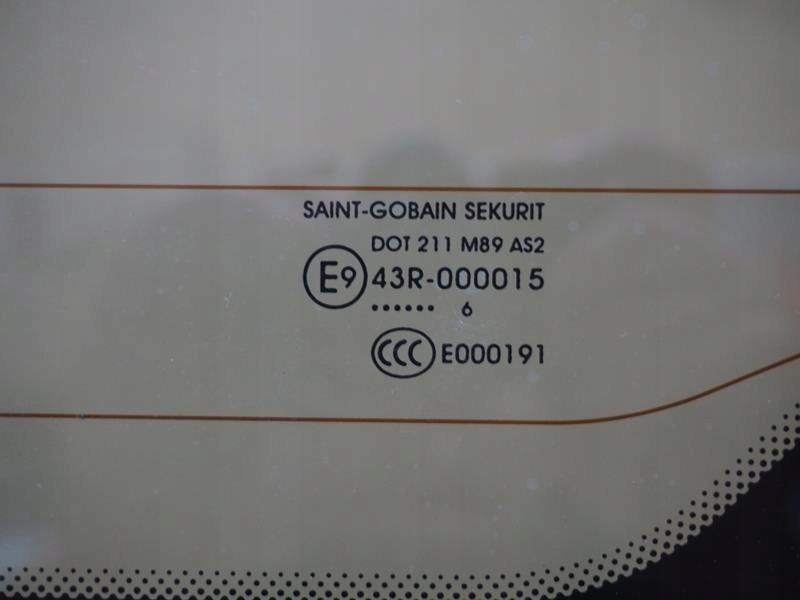 SAINT-GOBAIN SEKURIT
DOT 211 M89 AS2
E9 43R-000015
...... 6
CCC E000191